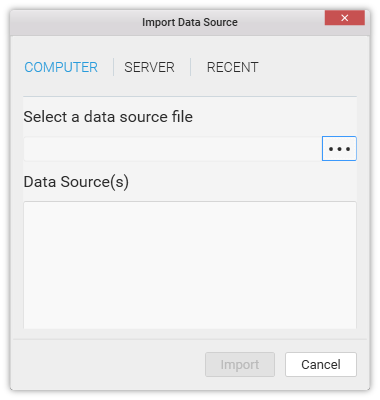 Import Data Source
COMPUTER SERVER RECENT
Select a data source file
Data Source(s)
Import Cancel